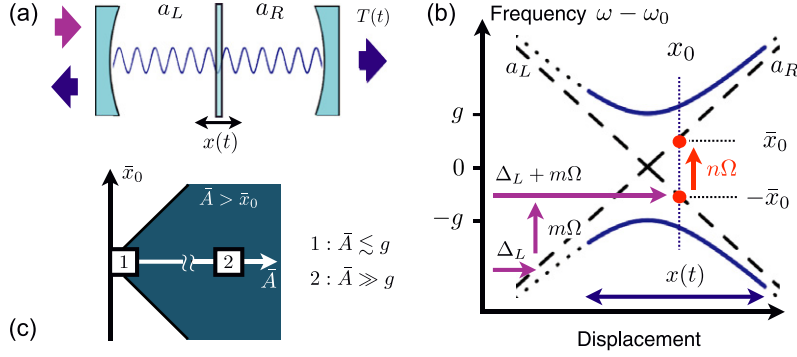 (a)
a_L
a_R
T(t)
x(t)
(b)
Frequency ω − ω_0
x_0
a_L
a_R
g
0
−g
x̄_0
nΩ
−x̄_0
Δ_L + mΩ
mΩ
Δ_L
x(t)
Displacement
(c)
x̄_0
Ā > x̄_0
1
2
Ā
1 : Ā ≲ g
2 : Ā ≫ g